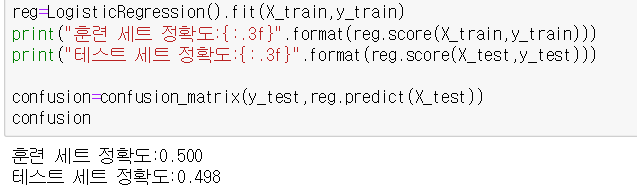 reg=LogisticRegression().fit(X_train,y_train)
print("훈련 세트 정확도:{:.3f}".format(reg.score(X_train,y_train)))
print("테스트 세트 정확도:{:.3f}".format(reg.score(X_test,y_test)))
confusion=confusion_matrix(y_test,reg.predict(X_test))
confusion
훈련 세트 정확도:0.500
테스트 세트 정확도:0.498